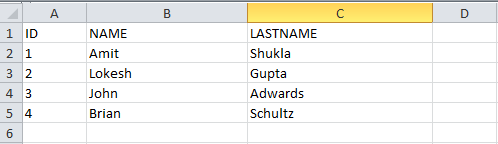 A B C D
1 ID NAME LASTNAME
2 1 Amit Shukla
3 2 Lokesh Gupta
4 3 John Adwards
5 4 Brian Schultz
6